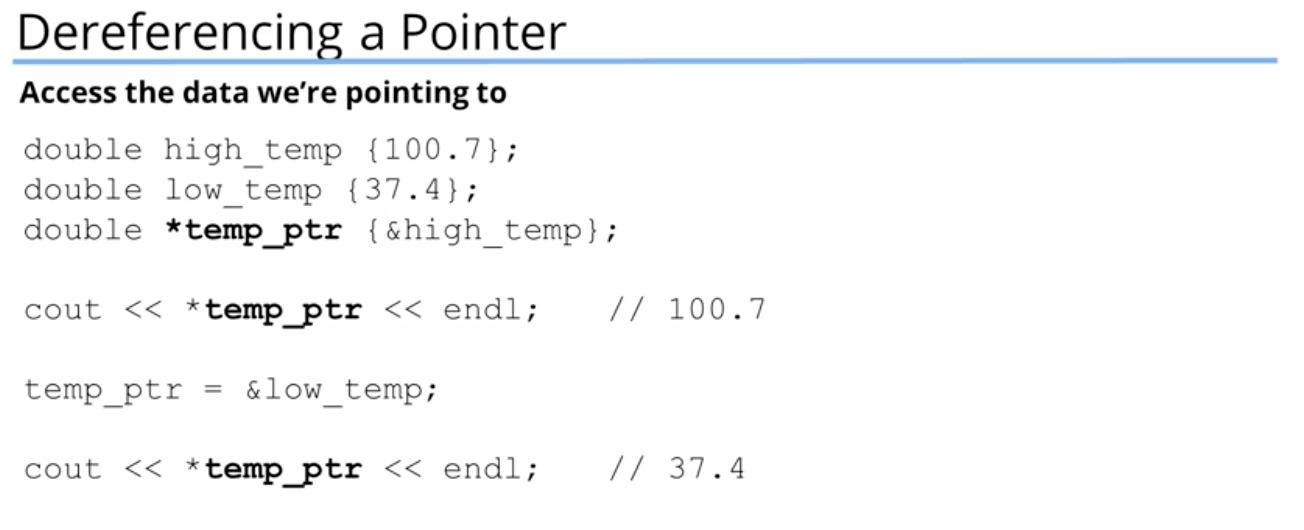 Dereferencing a Pointer
Access the data we're pointing to
double high_temp {100.7};
double low_temp {37.4};
double *temp_ptr {&high_temp};
cout << *temp_ptr << endl;   // 100.7
temp_ptr = &low_temp;
cout << *temp_ptr << endl;   // 37.4